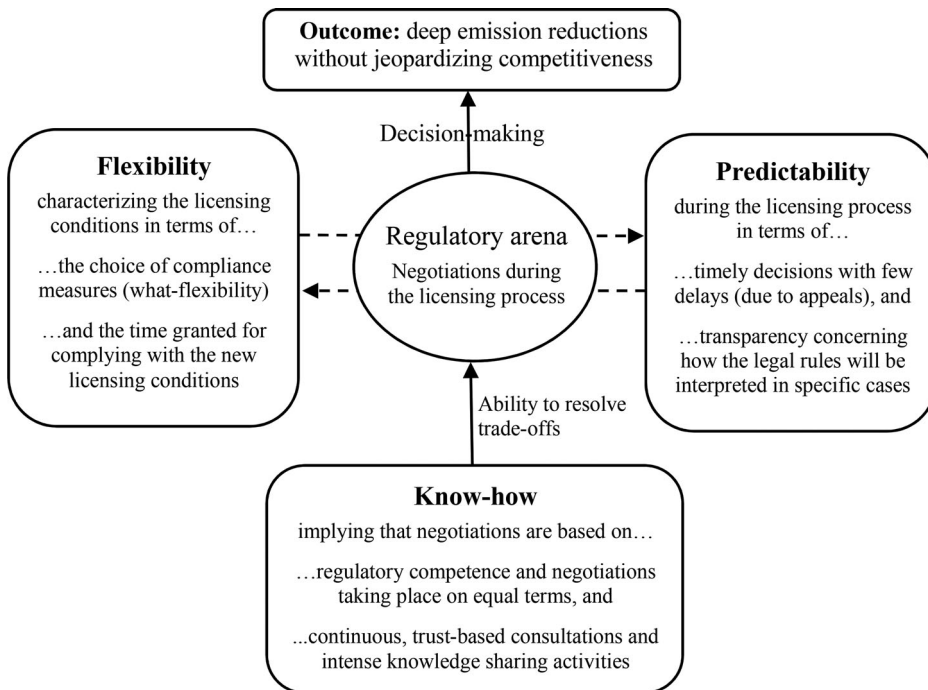 Outcome: deep emission reductions
without jeopardizing competitiveness
Decision-making
Flexibility
characterizing the licensing
conditions in terms of…
…the choice of compliance
measures (what-flexibility)
…and the time granted for
complying with the new
licensing conditions
Regulatory arena
Negotiations during
the licensing process
Predictability
during the licensing process
in terms of…
…timely decisions with few
delays (due to appeals), and
…transparency concerning
how the legal rules will be
interpreted in specific cases
Ability to resolve
trade-offs
Know-how
implying that negotiations are based on…
…regulatory competence and negotiations
taking place on equal terms, and
...continuous, trust-based consultations and
intense knowledge sharing activities